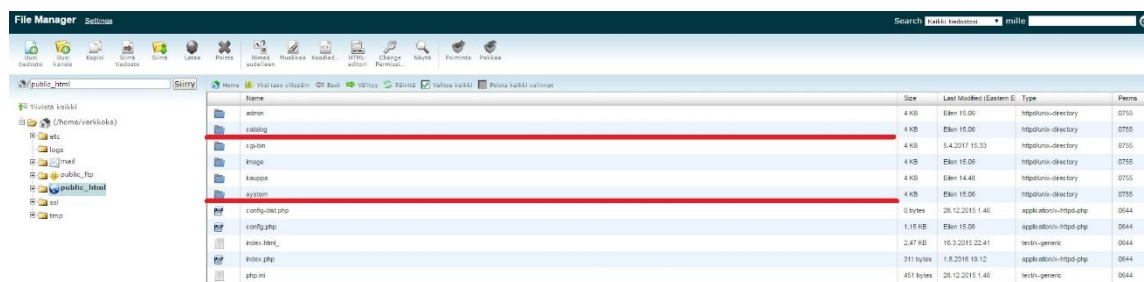 File Manager Settings
Search Kaikki tiedostosi mille
Uusi tiedosto Uusi kansio Kopioi Siirrä tiedosto Siirrä Lataa Poista Nimeä uudelleen Muokkaa Koodied... HTML-editori Change Permissi... Näytä Poiminta Pakkaa
/public_html Siirry
Home Yksi taso ylöspäin Back Välitys Päivitä Valitse kaikki Poista kaikki valinnat
Tiivistä kaikki
(/home/verkkoka)
etc
logs
mail
public_ftp
public_html
ssl
tmp
Name Size Last Modified (Eastern E Type Perms
admin 4 KB Eilen 15.06 httpd/unix-directory 0755
catalog 4 KB Eilen 15.06 httpd/unix-directory 0755
cgi-bin 4 KB 5.4.2017 15.33 httpd/unix-directory 0755
image 4 KB Eilen 15.06 httpd/unix-directory 0755
kauppa 4 KB Eilen 14.48 httpd/unix-directory 0755
system 4 KB Eilen 15.06 httpd/unix-directory 0755
config-dist.php 0 bytes 28.12.2015 1.46 application/x-httpd-php 0644
config.php 1,15 KB Eilen 15.06 application/x-httpd-php 0644
index.html_ 2,47 KB 16.3.2015 22.41 text/x-generic 0644
index.php 311 bytes 1.8.2016 19.12 application/x-httpd-php 0644
php.ini 451 bytes 28.12.2015 1.46 text/x-generic 0644